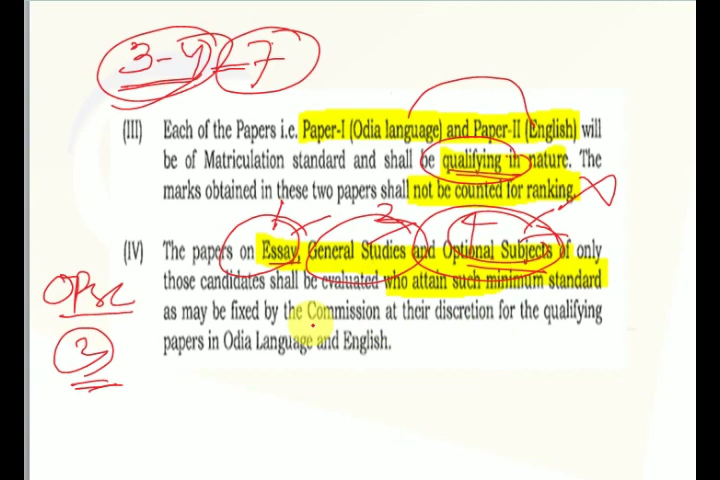 3-4 = 7
(III) Each of the Papers i.e. Paper-I (Odia language) and Paper-II (English) will
be of Matriculation standard and shall be qualifying in nature. The
marks obtained in these two papers shall not be counted for ranking.
1 2 4
(IV) The papers on Essay, General Studies and Optional Subjects of only
those candidates shall be evaluated who attain such minimum standard
as may be fixed by the Commission at their discretion for the qualifying
papers in Odia Language and English.
OPSC
3